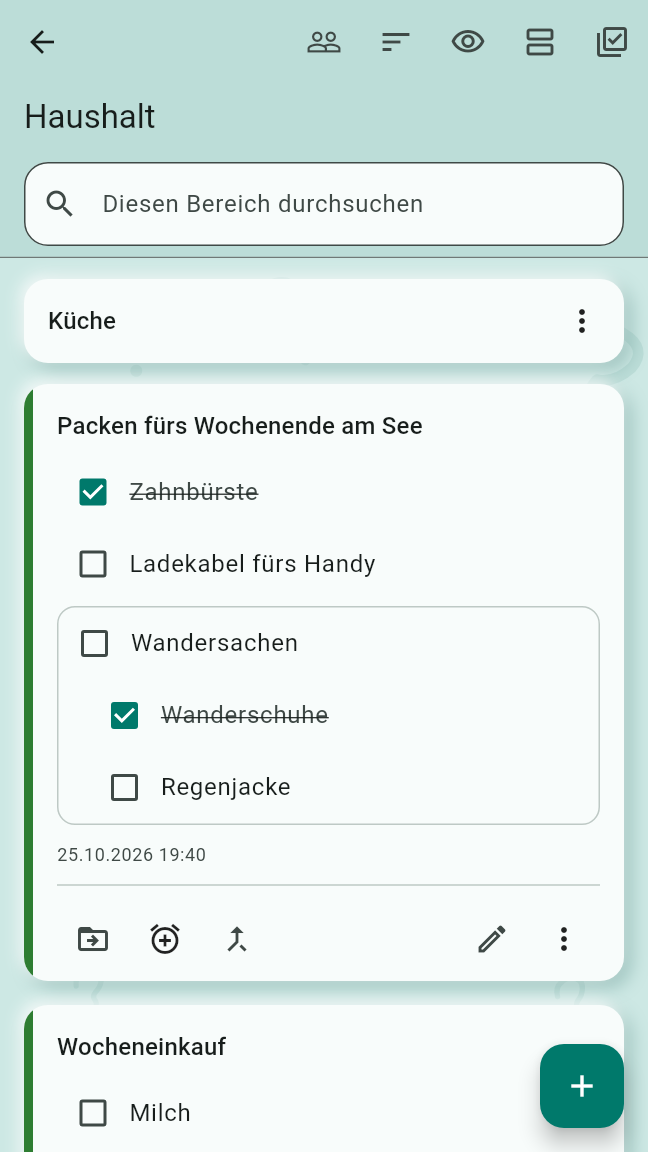 Haushalt
Diesen Bereich durchsuchen
Küche
Packen fürs Wochenende am See
Zahnbürste
Ladekabel fürs Handy
Wandersachen
Wanderschuhe
Regenjacke
25.10.2026 19:40
Wocheneinkauf
Milch